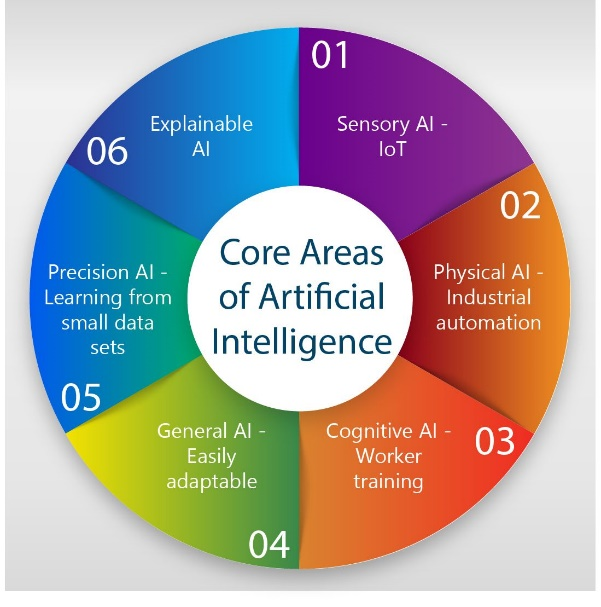 Core Areas
of Artificial
Intelligence
01
Sensory AI -
IoT
02
Physical AI -
Industrial
automation
03
Cognitive AI -
Worker
training
04
General AI -
Easily
adaptable
05
Precision AI -
Learning from
small data
sets
06
Explainable
AI